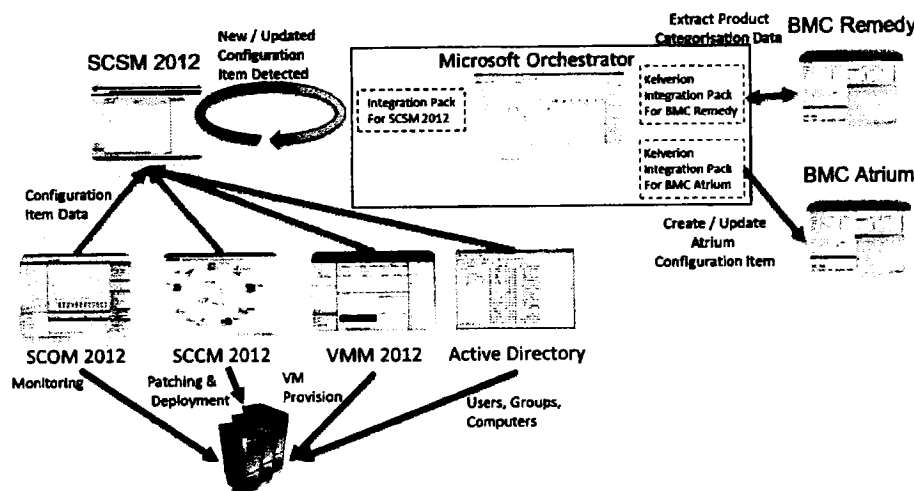 Extract Product
Categorisation Data
BMC Remedy
New / Updated
Configuration
Item Detected
SCSM 2012
Microsoft Orchestrator
Integration Pack
For SCSM 2012
Kelverion
Integration Pack
For BMC Remedy
Kelverion
Integration Pack
For BMC Atrium
BMC Atrium
Configuration
Item Data
Create / Update
Atrium
Configuration Item
SCOM 2012
SCCM 2012
VMM 2012
Active Directory
Monitoring
Patching &
Deployment
VM
Provision
Users, Groups,
Computers